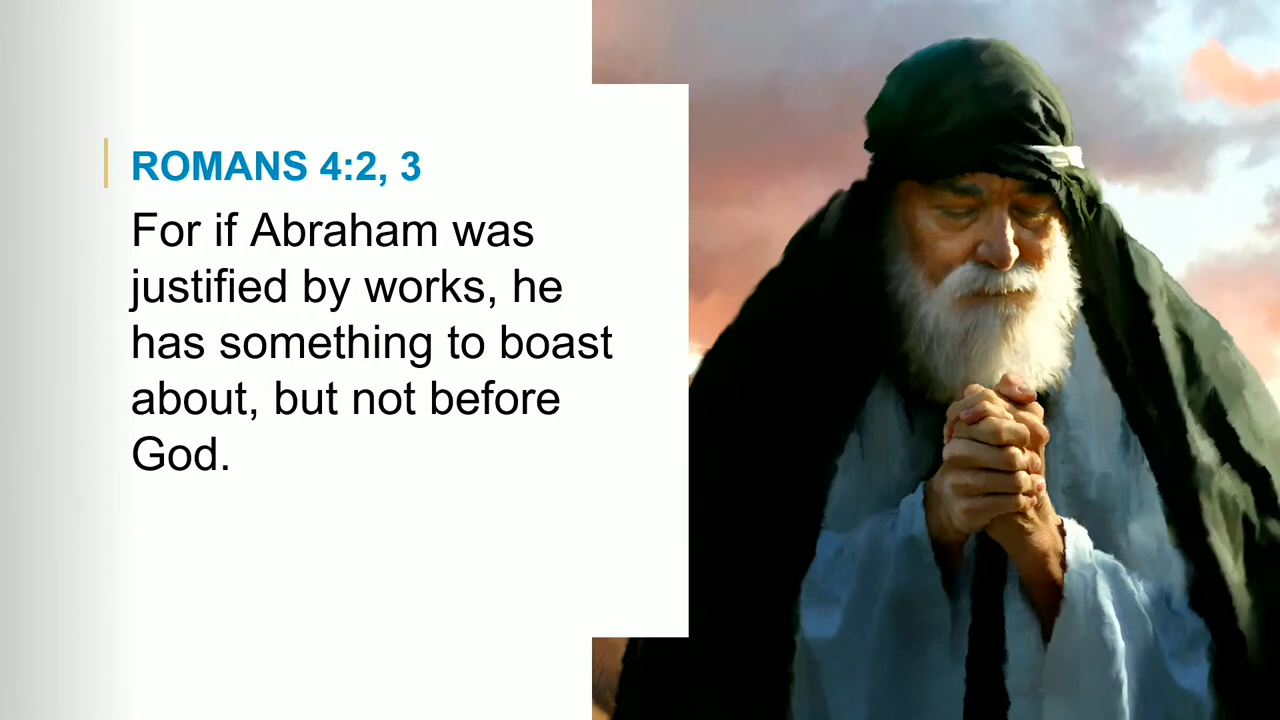 ROMANS 4:2, 3
For if Abraham was
justified by works, he
has something to boast
about, but not before
God.